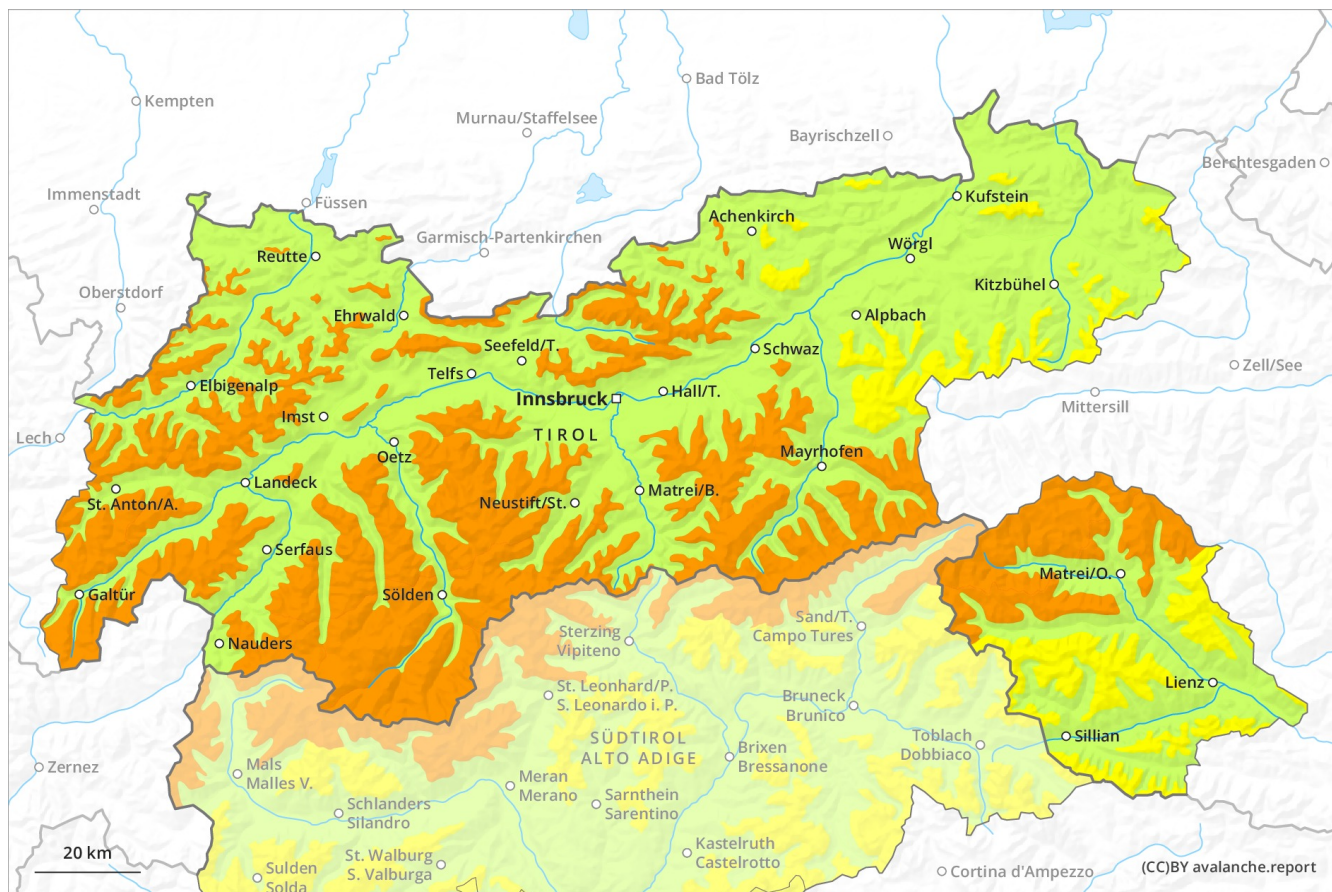 Bad Tölz
Kempten
Murnau/Staffelsee
Bayrischzell
Berchtesgaden
Immenstadt
Füssen
Kufstein
Achenkirch
Garmisch-Partenkirchen
Wörgl
Reutte
Kitzbühel
Oberstdorf
Ehrwald
Alpbach
Seefeld/T.
Schwaz
Zell/See
Telfs
Elbigenalp
Hall/T.
Innsbruck
Mittersill
Imst
Lech
TIROL
Oetz
Mayrhofen
Landeck
St. Anton/A.
Neustift/St.
Matrei/B.
Serfaus
Matrei/O.
Galtür
Sölden
Sand/T.
Campo Tures
Sterzing
Vipiteno
Nauders
Lienz
St. Leonhard/P.
S. Leonardo i. P.
Bruneck
Brunico
SÜDTIROL
ALTO ADIGE
Toblach
Dobbiaco
Sillian
Brixen
Bressanone
Zernez
Mals
Malles V.
Meran
Merano
Sarnthein
Sarentino
Schlanders
Silandro
20 km
St. Walburg
S. Valburga
Kastelruth
Castelrotto
Sulden
Solda
Cortina d'Ampezzo
(CC)BY avalanche.report